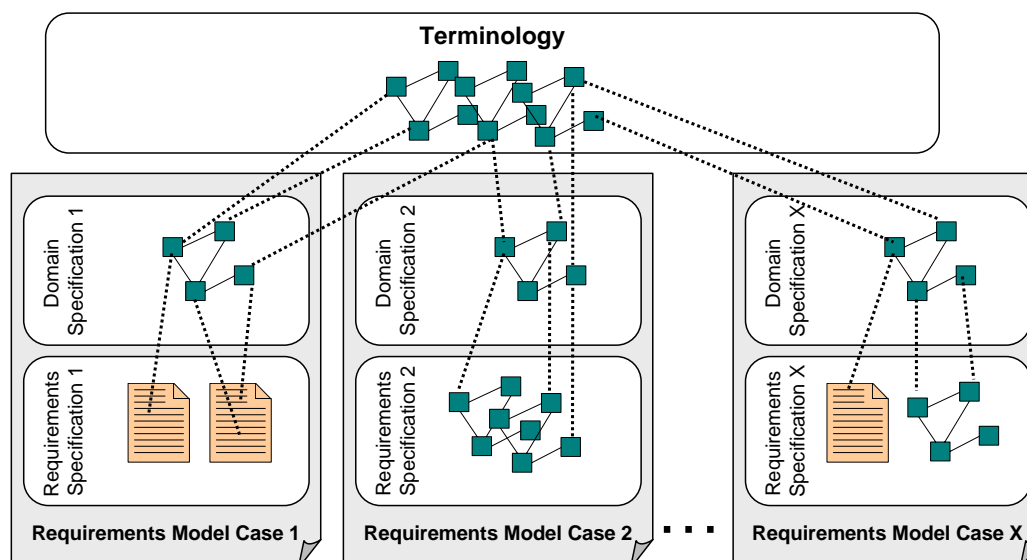 Terminology
Domain
Specification 1
Requirements
Specification 1
Requirements Model Case 1
Domain
Specification 2
Requirements
Specification 2
Requirements Model Case 2
Domain
Specification X
Requirements
Specification X
Requirements Model Case X